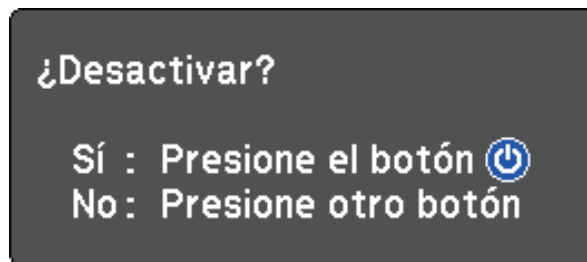 ¿Desactivar?
Sí : Presione el botón
No : Presione otro botón